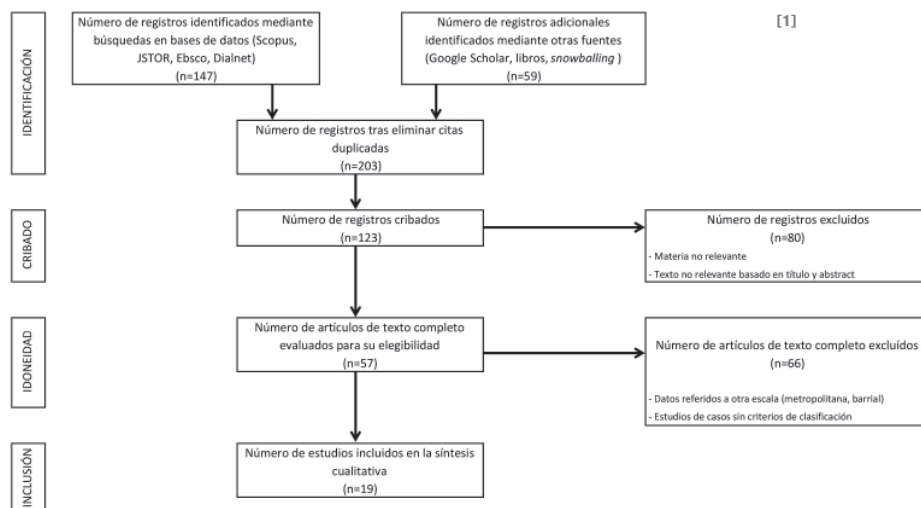 [1]
IDENTIFICACIÓN
Número de registros identificados mediante
búsquedas en bases de datos (Scopus,
JSTOR, Ebsco, Dialnet)
(n=147)
Número de registros adicionales
identificados mediante otras fuentes
(Google Scholar, libros, snowballing )
(n=59)
Número de registros tras eliminar citas
duplicadas
(n=203)
CRIBADO
Número de registros cribados
(n=123)
Número de registros excluidos
(n=80)
- Materia no relevante
- Texto no relevante basado en título y abstract
IDONEIDAD
Número de artículos de texto completo
evaluados para su elegibilidad
(n=57)
Número de artículos de texto completo excluídos
(n=66)
- Datos referidos a otra escala (metropolitana, barrial)
- Estudios de casos sin criterios de clasificación
INCLUSIÓN
Número de estudios incluidos en la síntesis
cualitativa
(n=19)